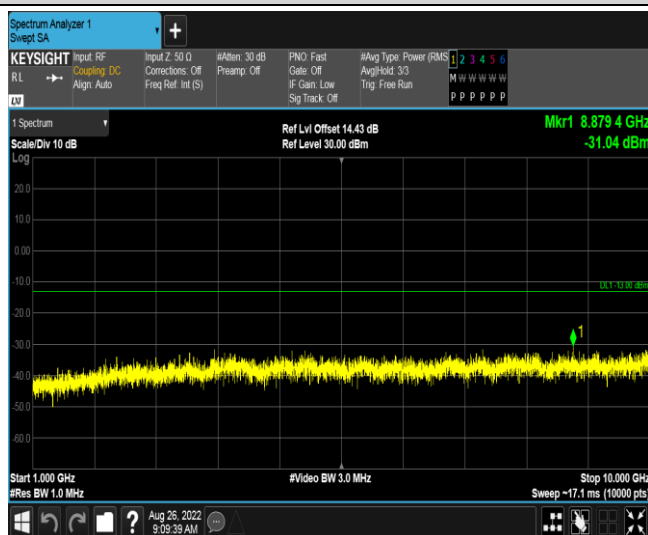 Spectrum Analyzer 1
Swept SA
KEYSIGHT
RL
LXI
Input: RF
Coupling: DC
Align: Auto
Input Z: 50 Ω
Corrections: Off
Freq Ref: Int (S)
#Atten: 30 dB
Preamp: Off
PNO: Fast
Gate: Off
IF Gain: Low
Sig Track: Off
#Avg Type: Power (RMS
Avg|Hold: 3/3
Trig: Free Run
1 2 3 4 5 6
M W W W W W
P P P P P P
1 Spectrum
Scale/Div 10 dB
Log
Ref Lvl Offset 14.43 dB
Ref Level 30.00 dBm
Mkr1 8.879 4 GHz
-31.04 dBm
20.0
10.0
0.00
-10.0
DL1 -13.00 dBm
-20.0
-30.0
1
-40.0
-50.0
-60.0
Start 1.000 GHz
#Res BW 1.0 MHz
#Video BW 3.0 MHz
Stop 10.000 GHz
Sweep ~17.1 ms (10000 pts)
Aug 26, 2022
9:09:39 AM